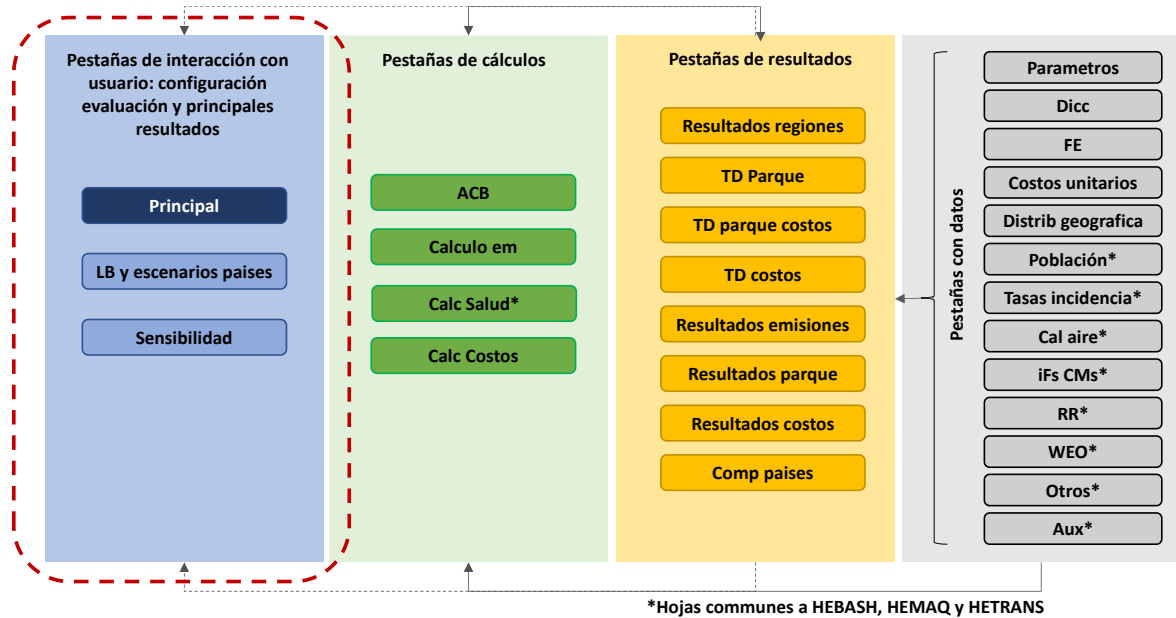 Pestañas de interacción con
usuario: configuración
evaluación y principales
resultados
Principal
LB y escenarios paises
Sensibilidad
Pestañas de cálculos
ACB
Calculo em
Calc Salud*
Calc Costos
Pestañas de resultados
Resultados regiones
TD Parque
TD parque costos
TD costos
Resultados emisiones
Resultados parque
Resultados costos
Comp paises
Pestañas con datos
Parametros
Dicc
FE
Costos unitarios
Distrib geografica
Población*
Tasas incidencia*
Cal aire*
iFs CMs*
RR*
WEO*
Otros*
Aux*
*Hojas communes a HEBASH, HEMAQ y HETRANS